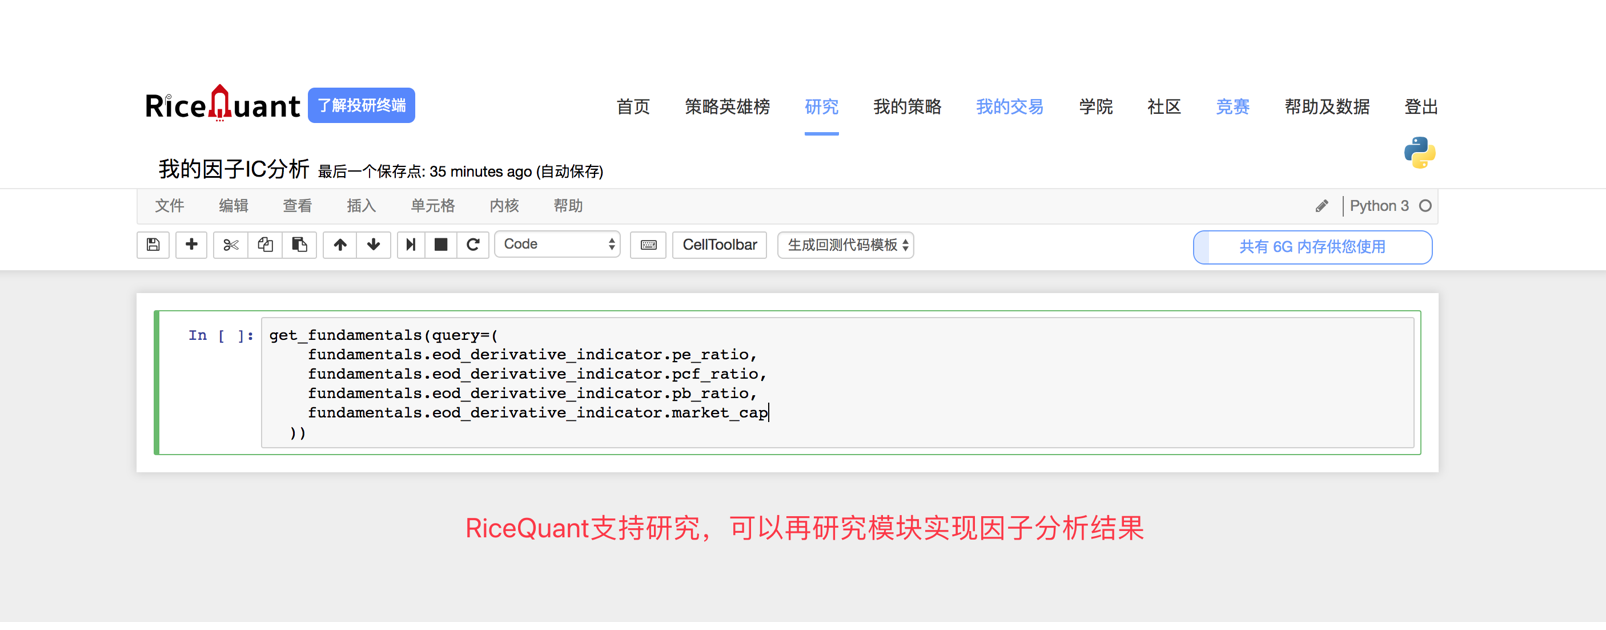 RiceQuant 了解投研终端 首页 策略英雄榜 研究 我的策略 我的交易 学院 社区 竞赛 帮助及数据 登出
我的因子IC分析 最后一个保存点: 35 minutes ago (自动保存)
文件 编辑 查看 插入 单元格 内核 帮助 Python 3
Code CellToolbar 生成回测代码模板 共有 6G 内存供您使用
In [ ]: get_fundamentals(query=(
fundamentals.eod_derivative_indicator.pe_ratio,
fundamentals.eod_derivative_indicator.pcf_ratio,
fundamentals.eod_derivative_indicator.pb_ratio,
fundamentals.eod_derivative_indicator.market_cap
))
RiceQuant支持研究，可以再研究模块实现因子分析结果